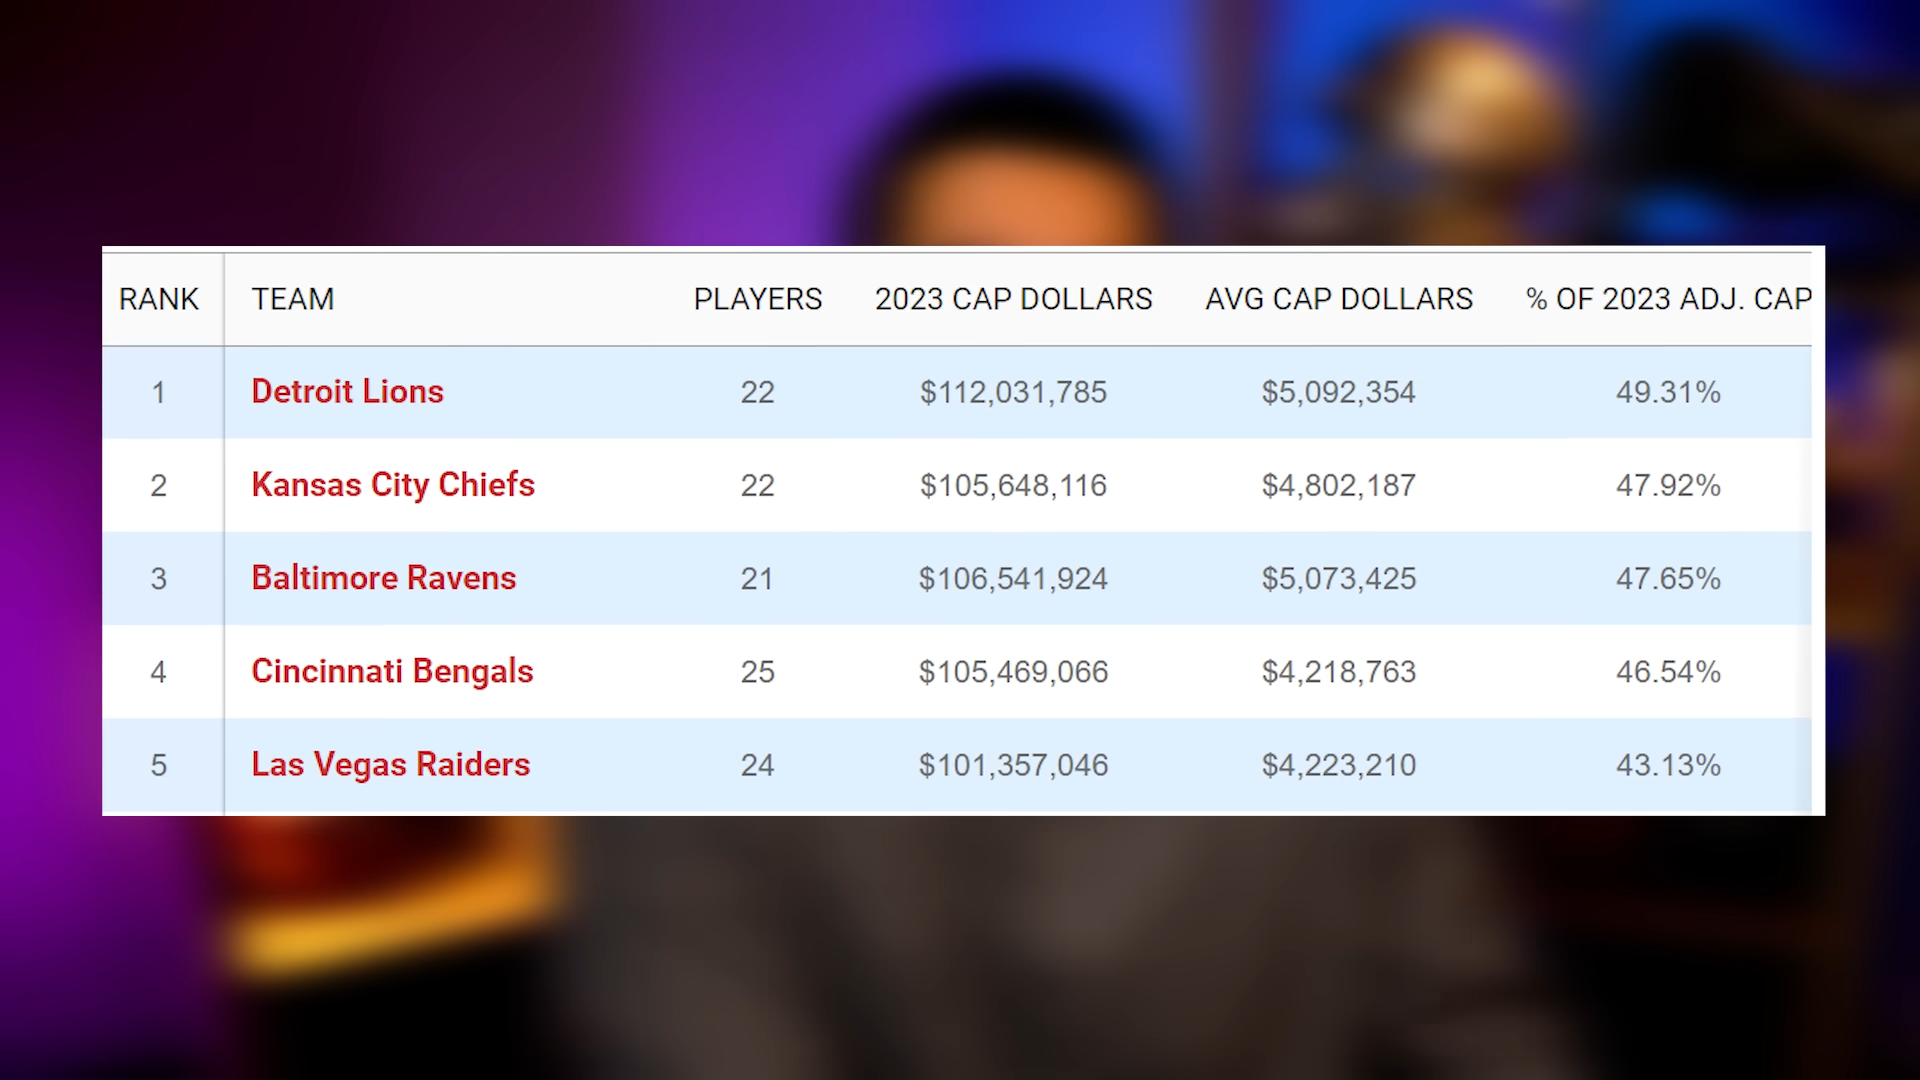 RANK TEAM PLAYERS 2023 CAP DOLLARS AVG CAP DOLLARS % OF 2023 ADJ. CAP
1 Detroit Lions 22 $112,031,785 $5,092,354 49.31%
2 Kansas City Chiefs 22 $105,648,116 $4,802,187 47.92%
3 Baltimore Ravens 21 $106,541,924 $5,073,425 47.65%
4 Cincinnati Bengals 25 $105,469,066 $4,218,763 46.54%
5 Las Vegas Raiders 24 $101,357,046 $4,223,210 43.13%